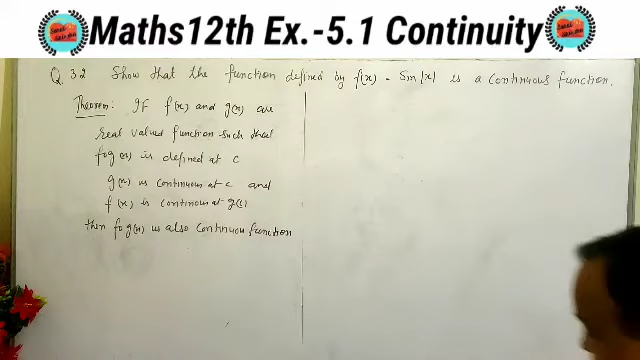 Maths12th Ex.-5.1 Continuity
Q.32 Show that the function defined by f(x) = Sin|x| is a continuous function.
Theorem: If f(x) and g(x) are
real valued function such that
fog(x) is defined at c
g(x) is continuous at c and
f(x) is continuous at g(c)
then fog(x) is also continuous function